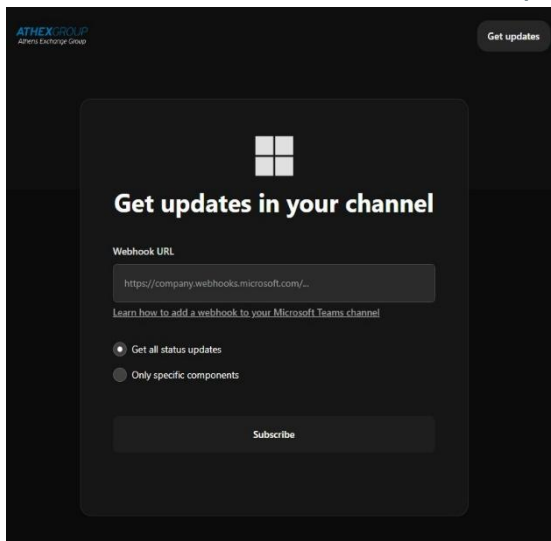 ATHEXGROUP
Athens Exchange Group
Get updates
Get updates in your channel
Webhook URL
https://company.webhooks.microsoft.com/...
Learn how to add a webhook to your Microsoft Teams channel
Get all status updates
Only specific components
Subscribe